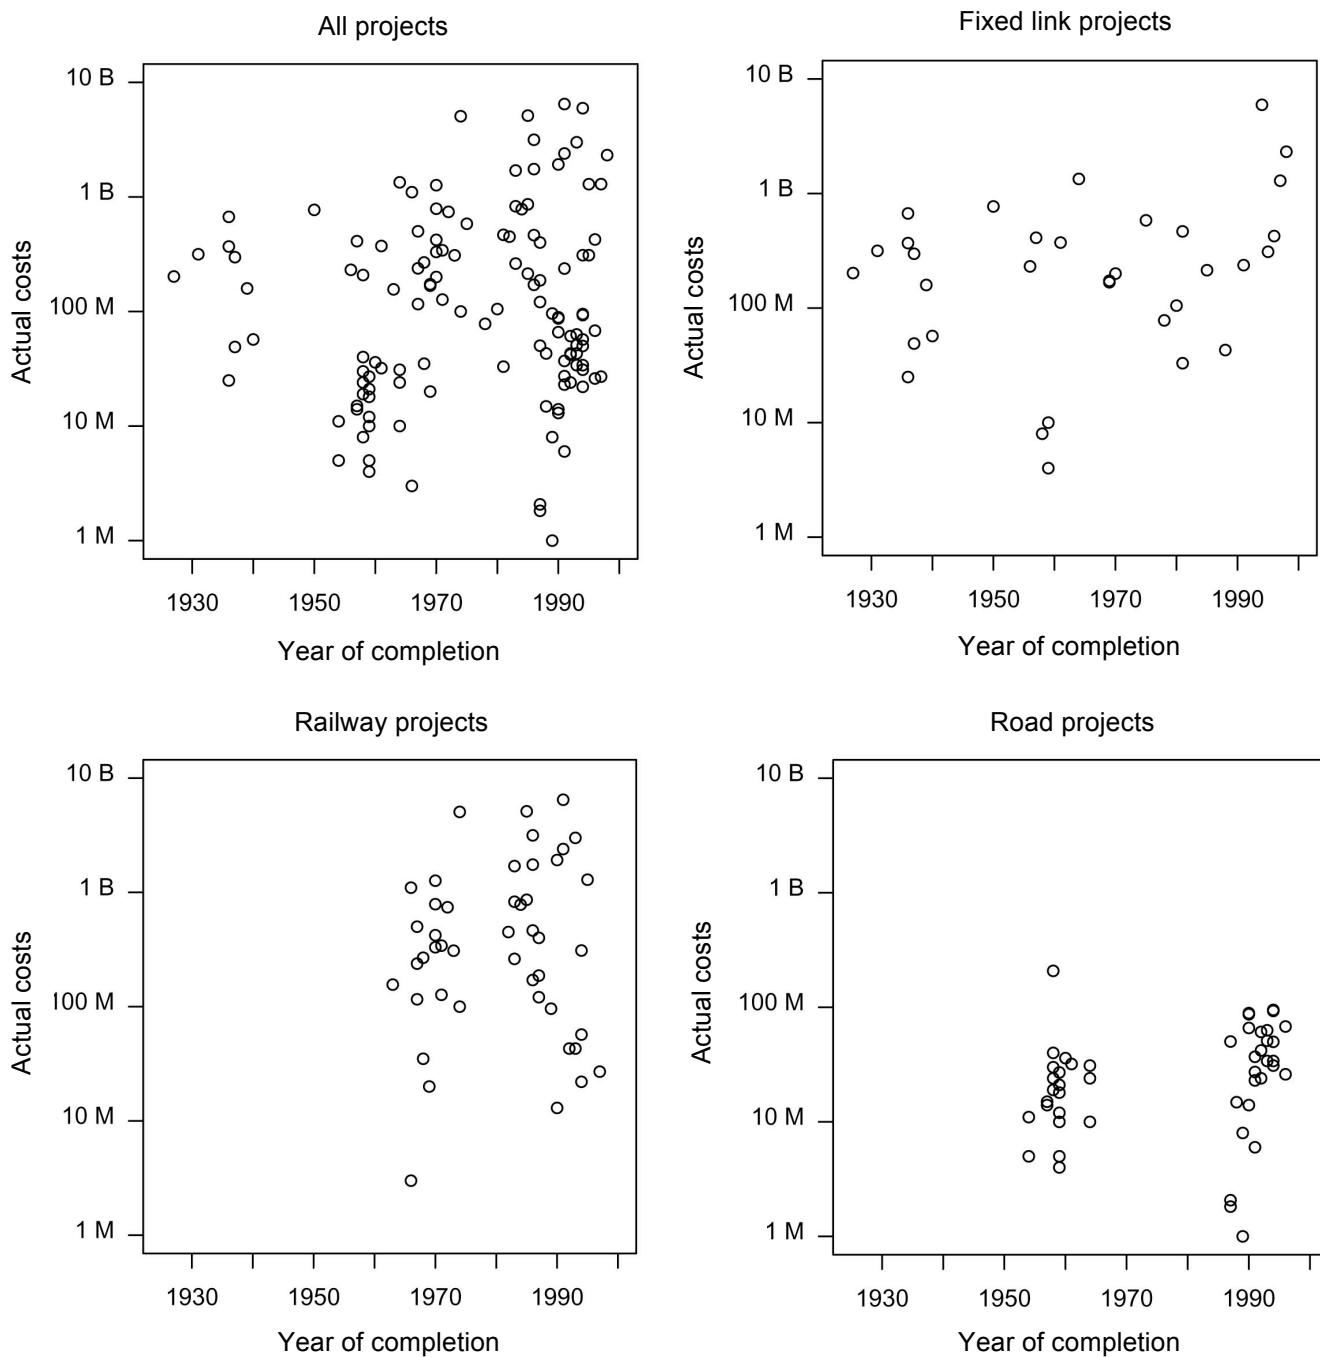 All projects
10 B
1 B
100 M
10 M
1 M
Actual costs
1930 1950 1970 1990
Year of completion
Fixed link projects
10 B
1 B
100 M
10 M
1 M
Actual costs
1930 1950 1970 1990
Year of completion
Railway projects
10 B
1 B
100 M
10 M
1 M
Actual costs
1930 1950 1970 1990
Year of completion
Road projects
10 B
1 B
100 M
10 M
1 M
Actual costs
1930 1950 1970 1990
Year of completion